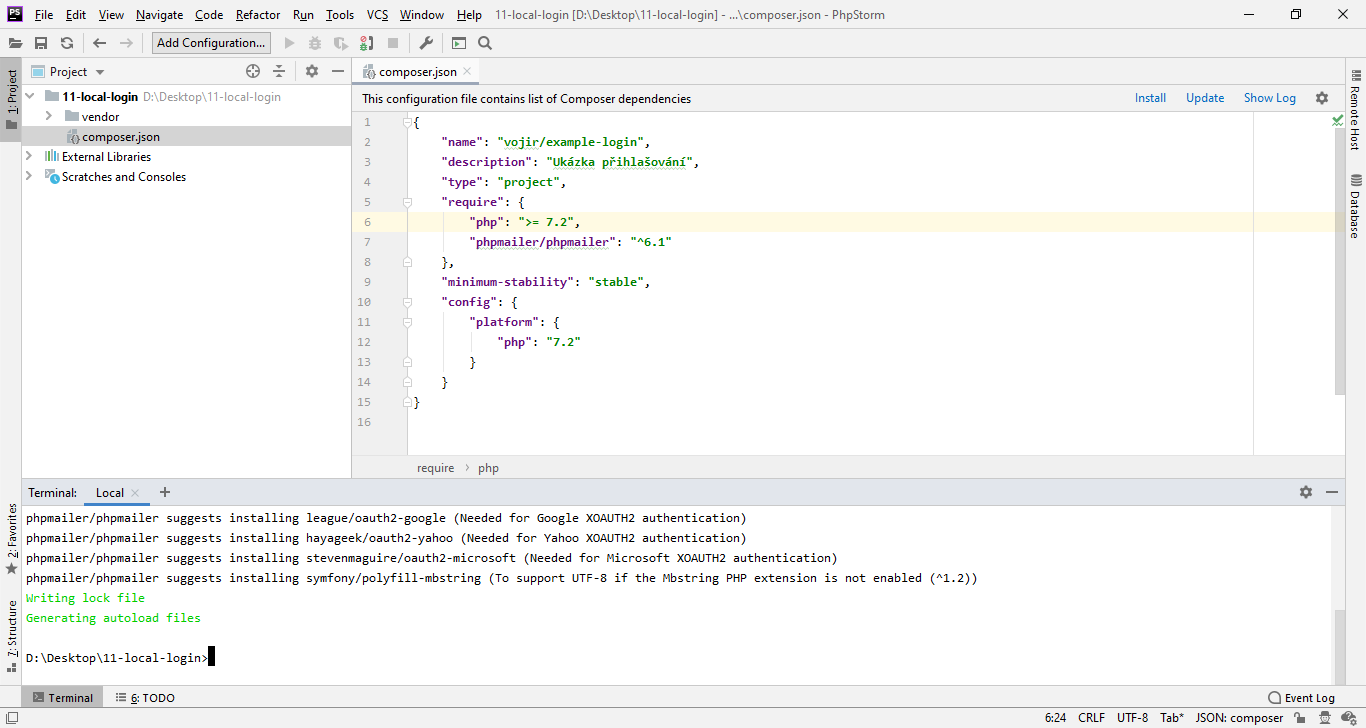 PS File Edit View Navigate Code Refactor Run Tools VCS Window Help 11-local-login [D:\Desktop\11-local-login] - ...\composer.json - PhpStorm
Add Configuration...
1: Project
Project
composer.json
11-local-login D:\Desktop\11-local-login
vendor
composer.json
External Libraries
Scratches and Consoles
This configuration file contains list of Composer dependencies Install Update Show Log
1 {
2 "name": "vojir/example-login",
3 "description": "Ukázka přihlašování",
4 "type": "project",
5 "require": {
6 "php": ">= 7.2",
7 "phpmailer/phpmailer": "^6.1"
8 },
9 "minimum-stability": "stable",
10 "config": {
11 "platform": {
12 "php": "7.2"
13 }
14 }
15 }
16
require › php
Remote Host
Database
2: Favorites
7: Structure
Terminal: Local
phpmailer/phpmailer suggests installing league/oauth2-google (Needed for Google XOAUTH2 authentication)
phpmailer/phpmailer suggests installing hayageek/oauth2-yahoo (Needed for Yahoo XOAUTH2 authentication)
phpmailer/phpmailer suggests installing stevenmaguire/oauth2-microsoft (Needed for Microsoft XOAUTH2 authentication)
phpmailer/phpmailer suggests installing symfony/polyfill-mbstring (To support UTF-8 if the Mbstring PHP extension is not enabled (^1.2))
Writing lock file
Generating autoload files
D:\Desktop\11-local-login>
Terminal 6: TODO Event Log
6:24 CRLF UTF-8 Tab* JSON: composer